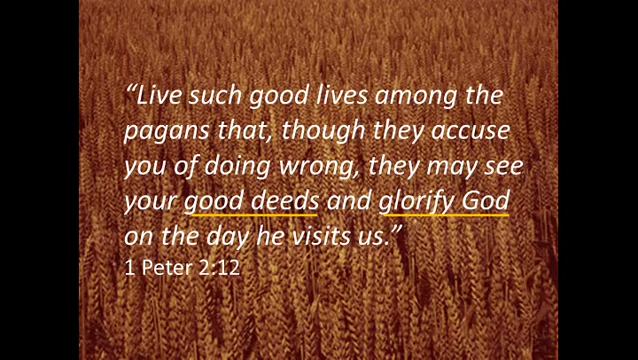 “Live such good lives among the
pagans that, though they accuse
you of doing wrong, they may see
your good deeds and glorify God
on the day he visits us.”
1 Peter 2:12